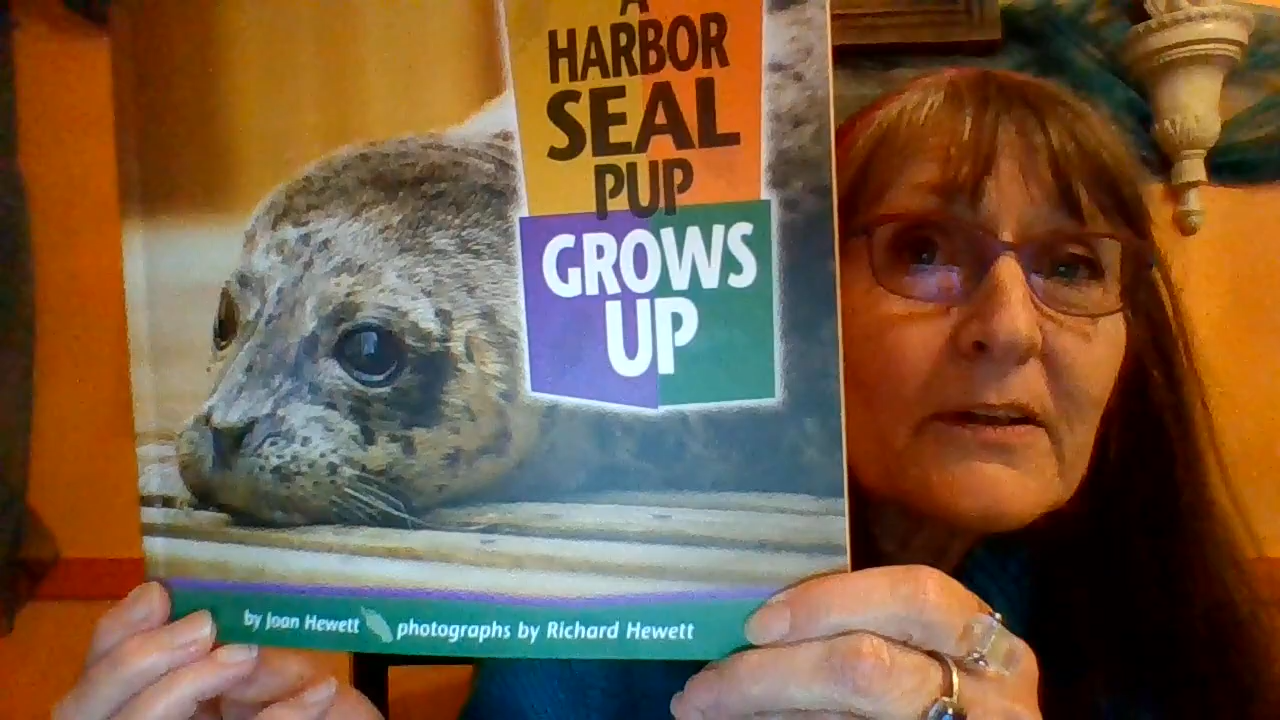 A
HARBOR
SEAL
PUP
GROWS
UP
by Joan Hewett photographs by Richard Hewett